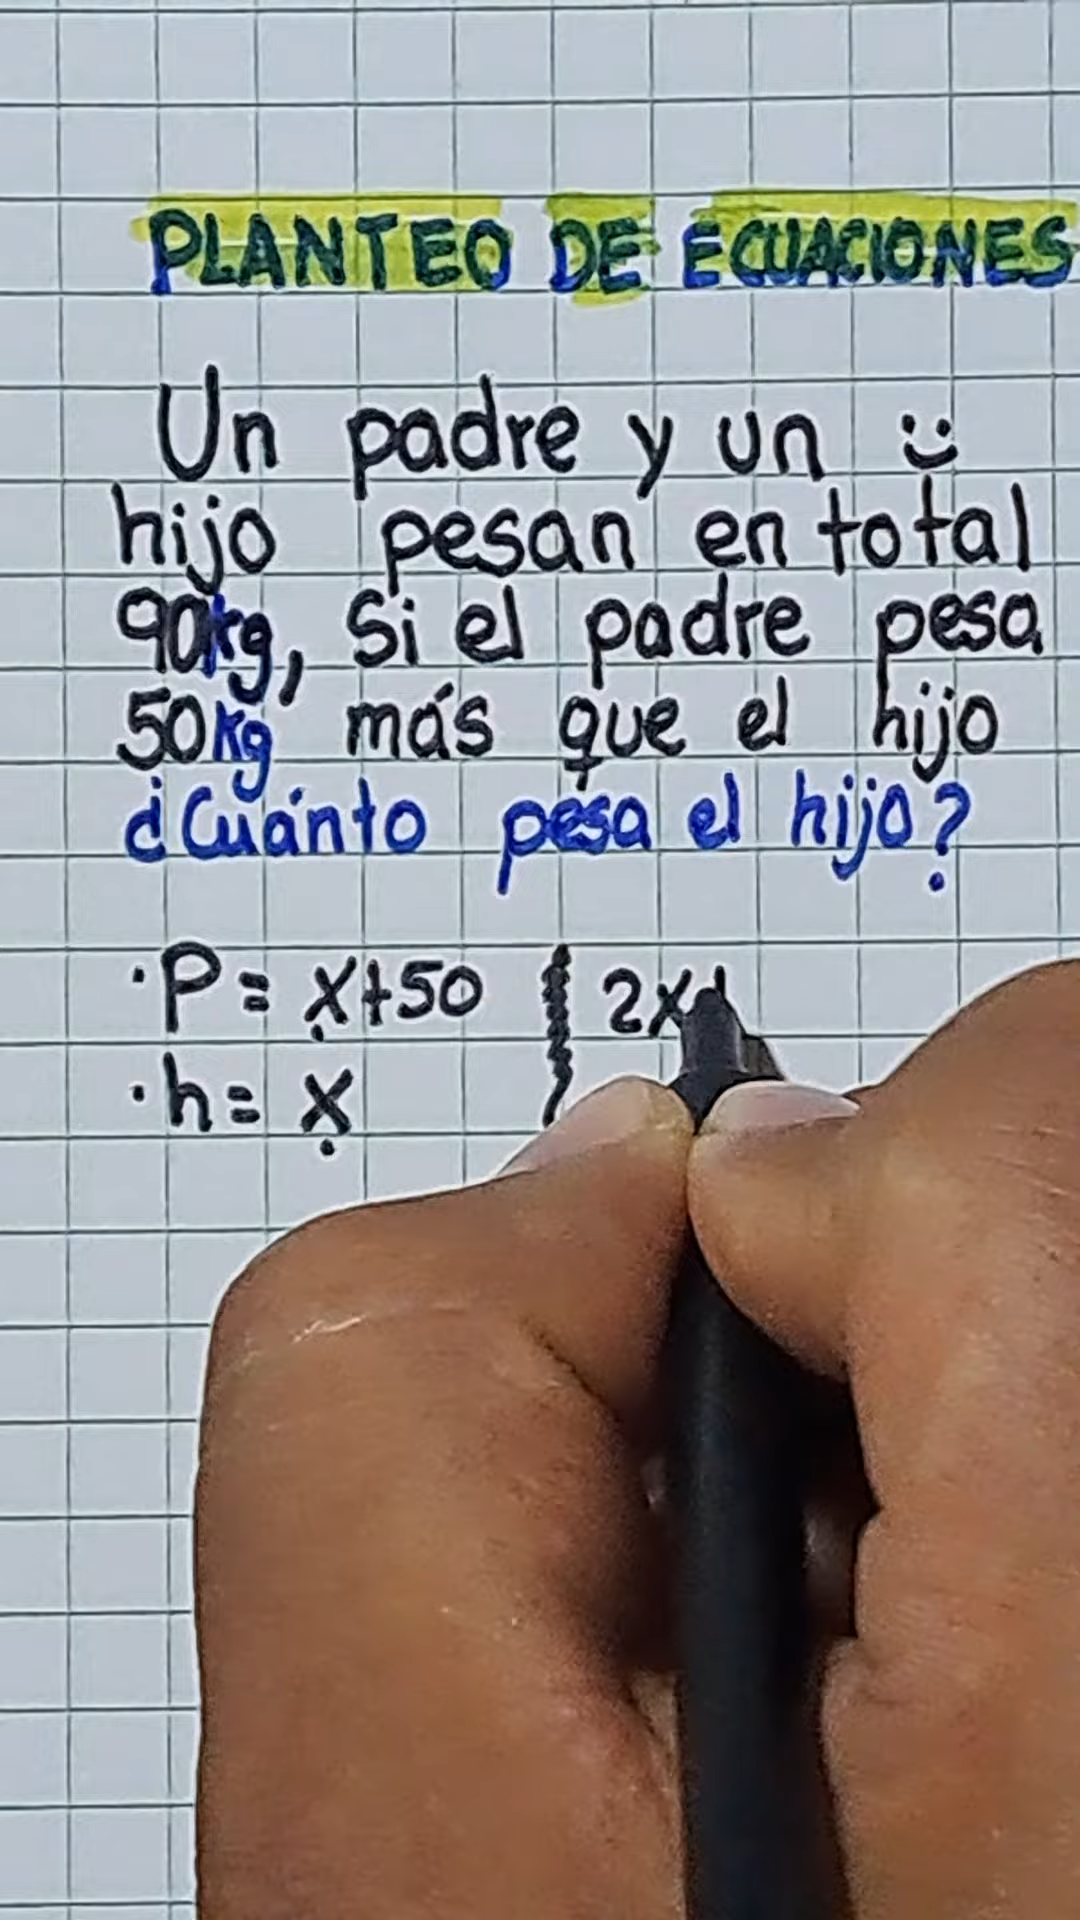 PLANTEO DE ECUACIONES
Un padre y un
hijo pesan en total
90kg, Si el padre pesa
50kg más que el hijo
¿Cuánto pesa el hijo?
• P = x+50
2x+
• h = x